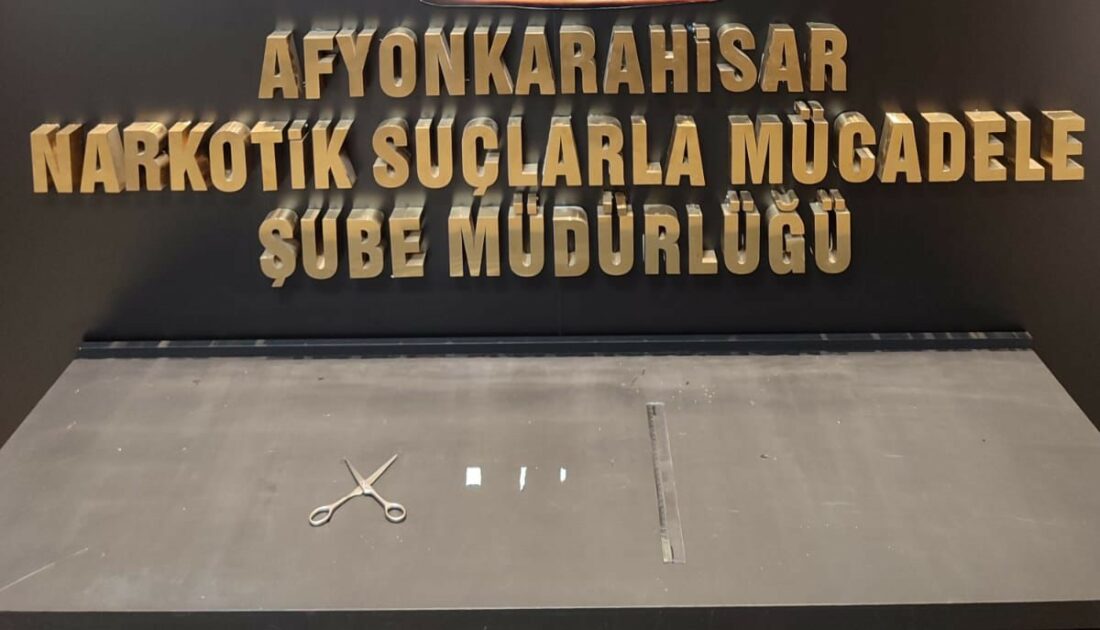 AFYONKARAHİSAR
NARKOTİK SUÇLARLA MÜCADELE
ŞUBE MÜDÜRLÜĞÜ